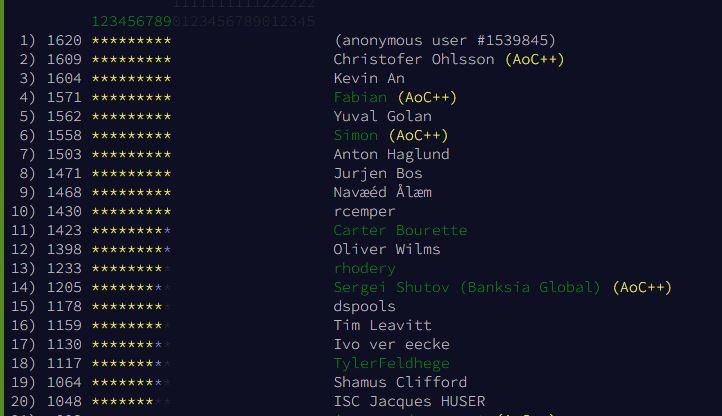 1111111111222222
1234567890123456789012345
1) 1620 ********* (anonymous user #1539845)
2) 1609 ********* Christofer Ohlsson (AoC++)
3) 1604 ********* Kevin An
4) 1571 ********* Fabian (AoC++)
5) 1562 ********* Yuval Golan
6) 1558 ********* Simon (AoC++)
7) 1503 ********* Anton Haglund
8) 1471 ********* Jurjen Bos
9) 1468 ********* Navæéd Ålæm
10) 1430 ********* rcemper
11) 1423 ********* Carter Bourette
12) 1398 ********* Oliver Wilms
13) 1233 ********* rhodery
14) 1205 ********* Sergei Shutov (Banksia Global) (AoC++)
15) 1178 ********* dspools
16) 1159 ********* Tim Leavitt
17) 1130 ********* Ivo ver eecke
18) 1117 ********* TylerFeldhege
19) 1064 ********* Shamus Clifford
20) 1048 ********* ISC Jacques HUSER